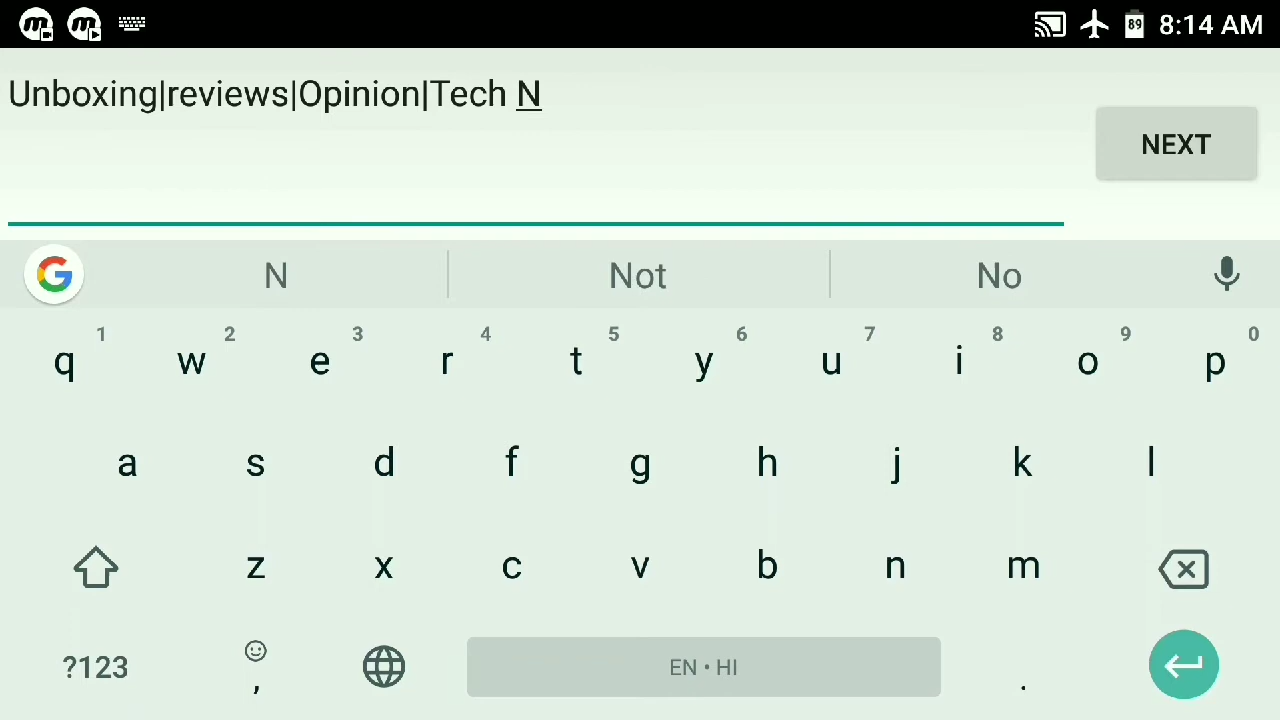 89 8:14 AM
Unboxing|reviews|Opinion|Tech N
NEXT
N Not No
1 2 3 4 5 6 7 8 9 0
q w e r t y u i o p
a s d f g h j k l
z x c v b n m
?123 , EN • HI .